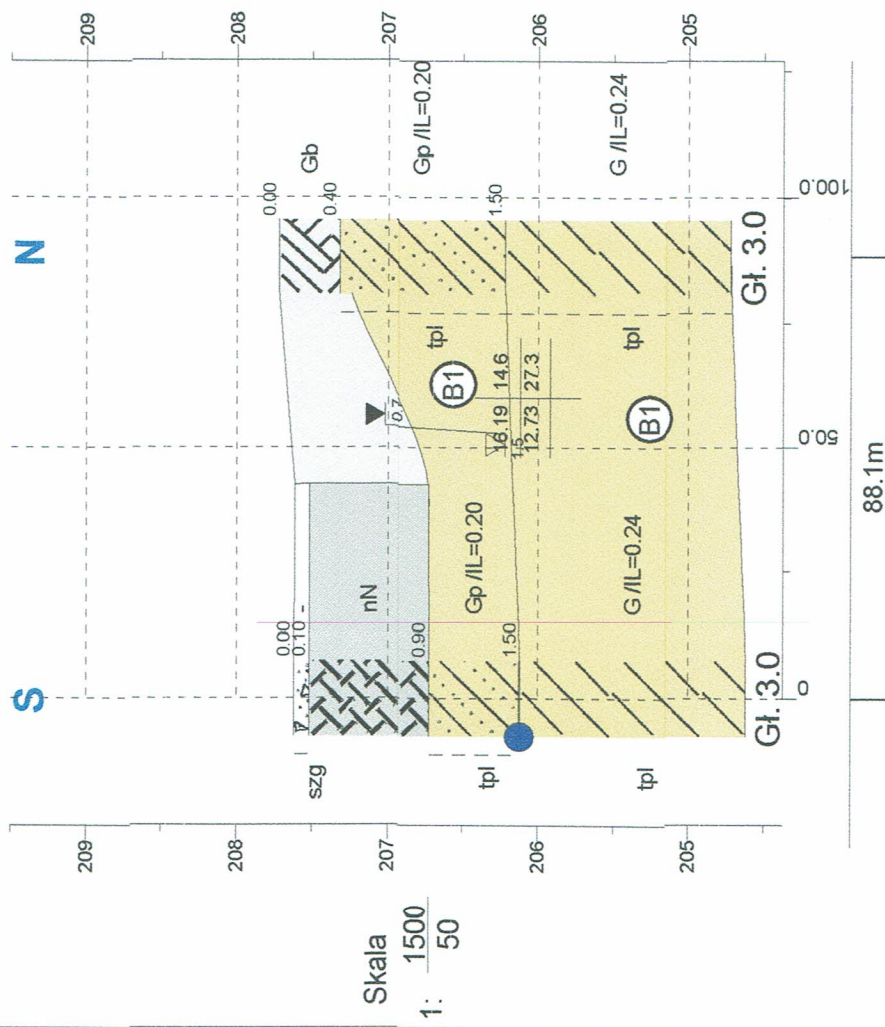 S
N
209
209
208
208
207
207
206
206
205
205
Skala
1: 1500
50
0.00
0.10
0.90
1.50
szg
tpl
tpl
nN
Gp /IL=0.20
G /IL=0.24
B1
B1
tpl
tpl
0.7
16.19 14.6
1.5
12.73 27.3
0.00
0.40
1.50
Gb
Gp /IL=0.20
G /IL=0.24
Gł. 3.0
Gł. 3.0
0
50.0
100.0
88.1m